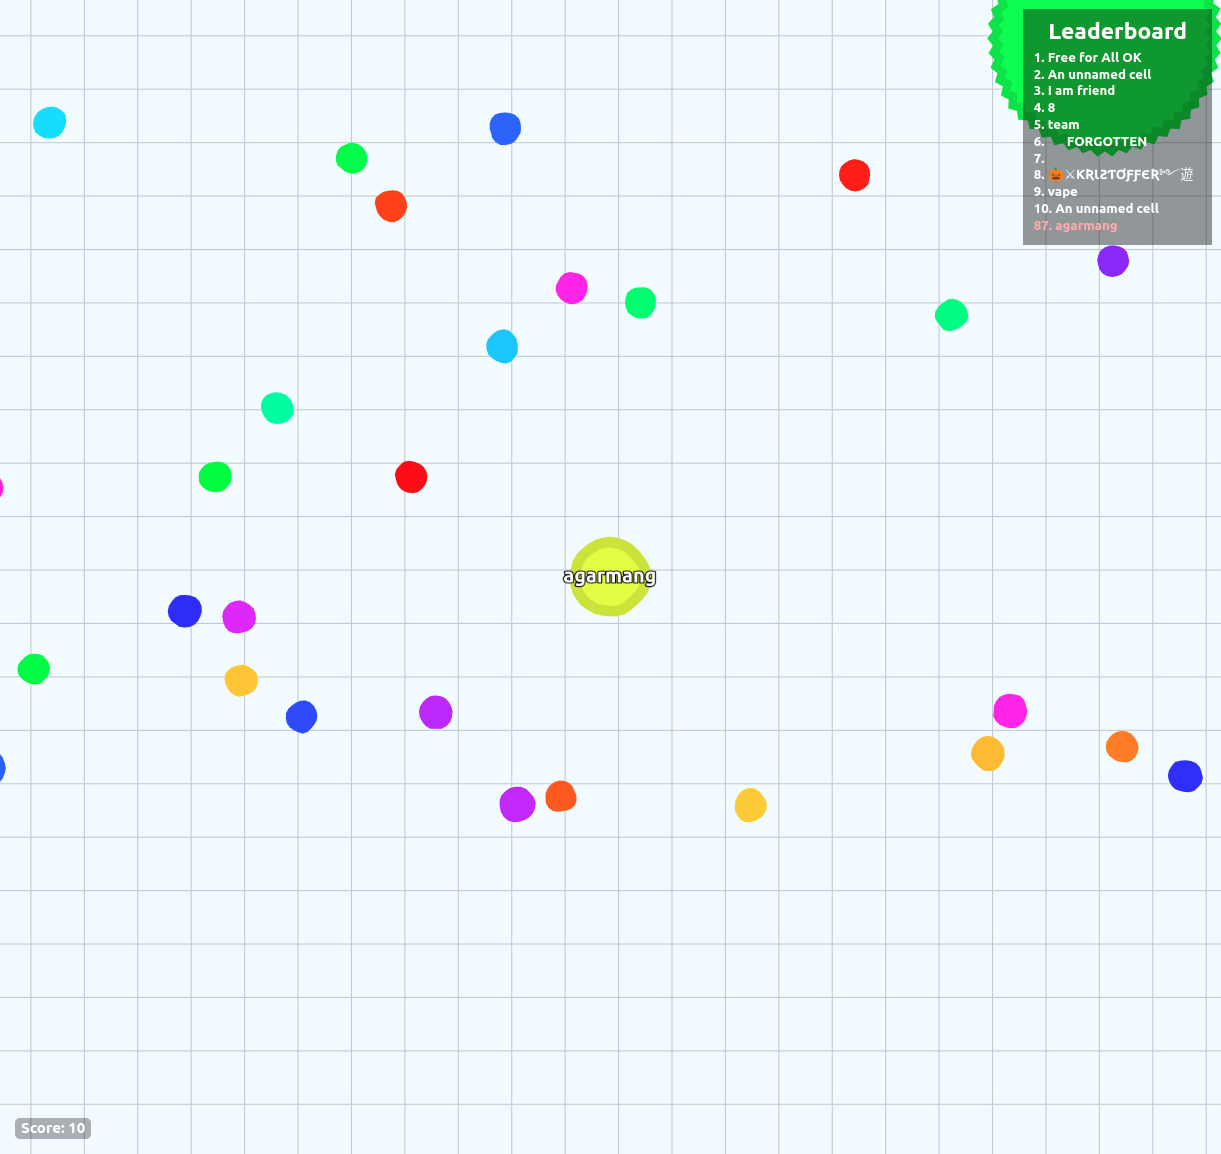 Leaderboard
1. Free for All OK
2. An unnamed cell
3. I am friend
4. 8
5. team
6. FORGOTTEN
7.
8. 🎃⚔
9. vape
10. An unnamed cell
87. agarmang
agarmang
Score: 10